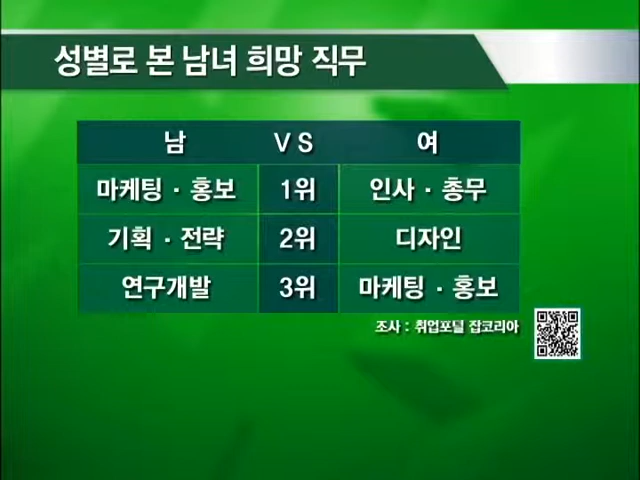 성별로 본 남녀 희망 직무
남 VS 여
마케팅 · 홍보 1위 인사 · 총무
기획 · 전략 2위 디자인
연구개발 3위 마케팅 · 홍보
조사 : 취업포털 잡코리아